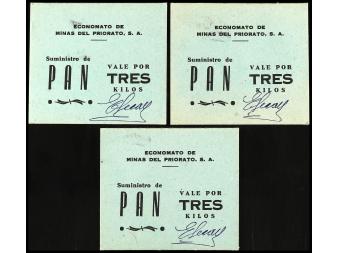 ECONOMATO DE
MINAS DEL PRIORATO, S. A.
Suministro de
PAN
VALE POR
TRES
KILOS
ECONOMATO DE
MINAS DEL PRIORATO, S. A.
Suministro de
PAN
VALE POR
TRES
KILOS
ECONOMATO DE
MINAS DEL PRIORATO, S. A.
Suministro de
PAN
VALE POR
TRES
KILOS